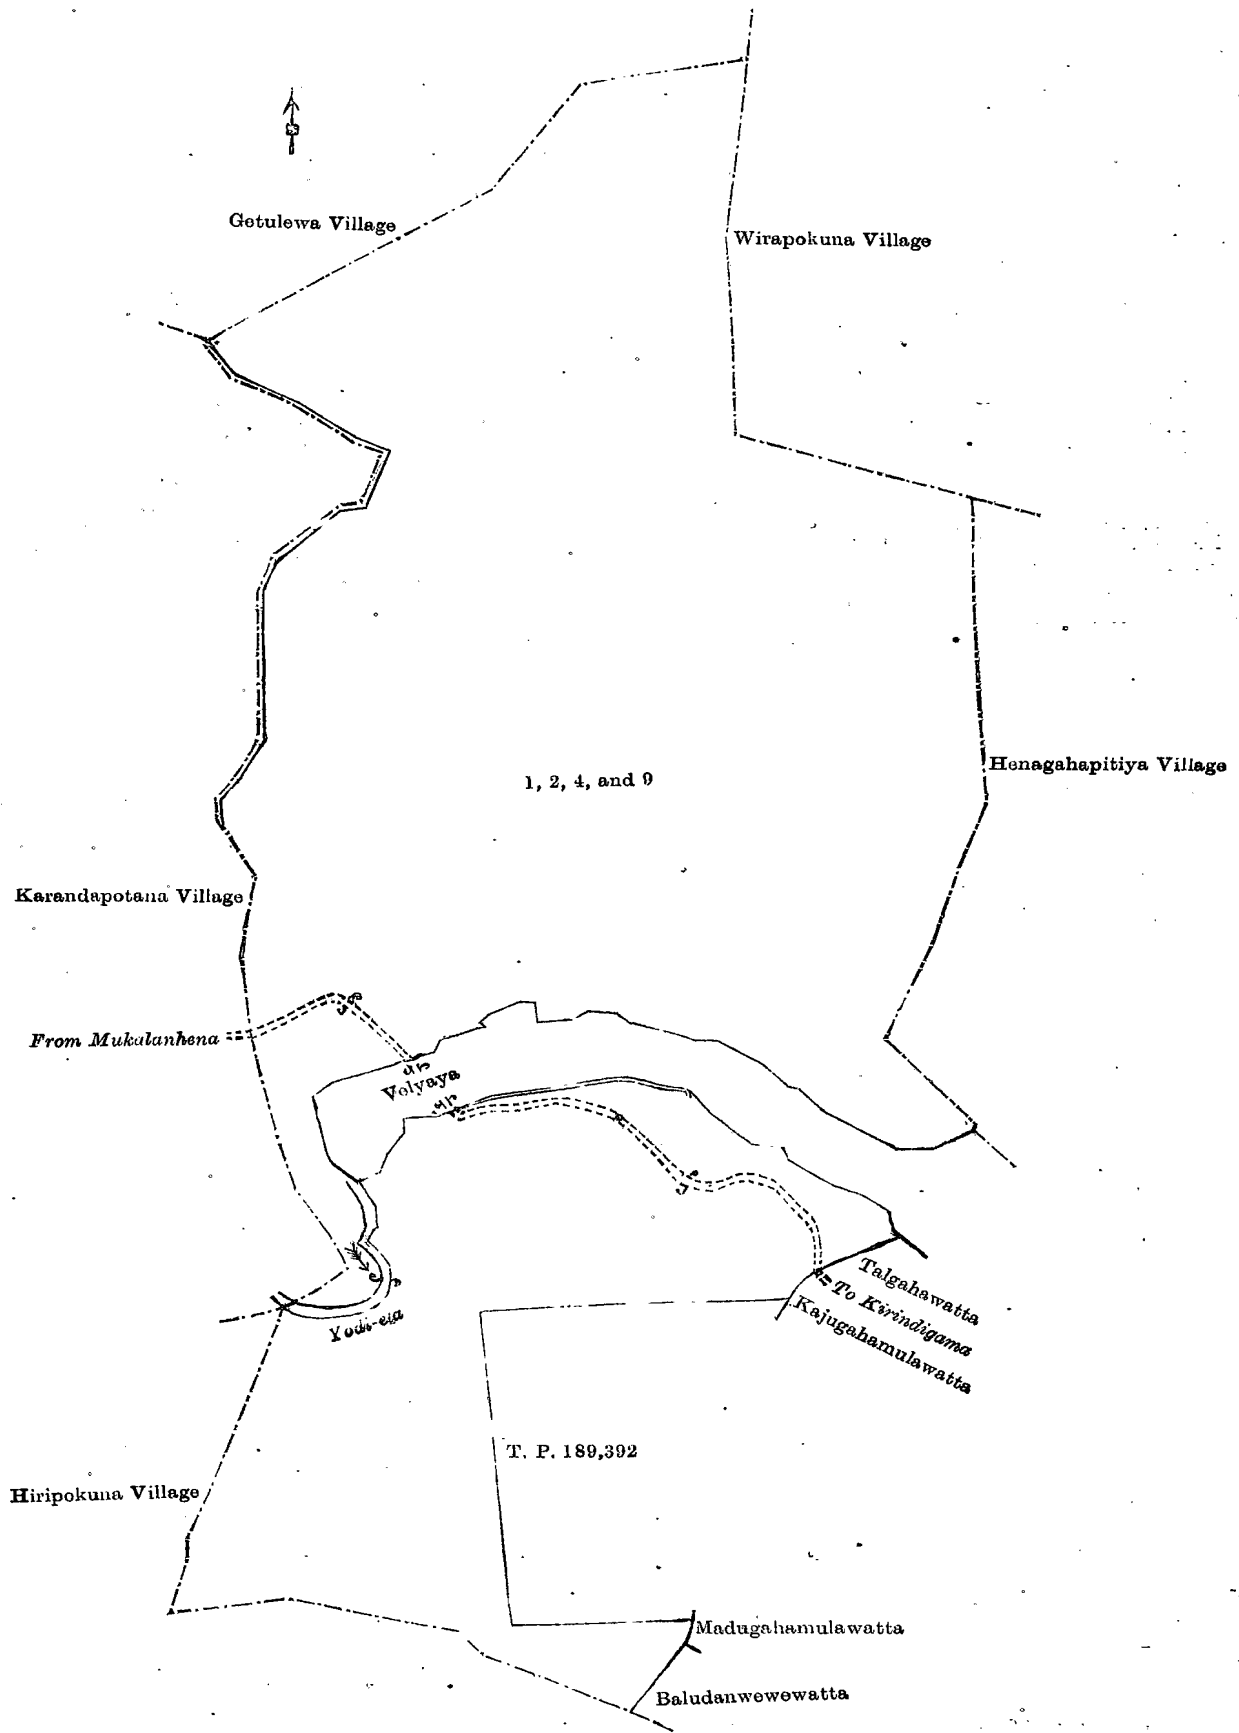 Getulewa Village
Wirapokuna Village
Henagahapitiya Village
1, 2, 4, and 9
Karandapotana Village
From Mukalanhena
Velyaya
Talgahawatta
To Kirindigama
Kajugahamulawatta
Yodi-ela
T. P. 189,392
Hiripokuna Village
Madugahamulawatta
Baludanwewewatta